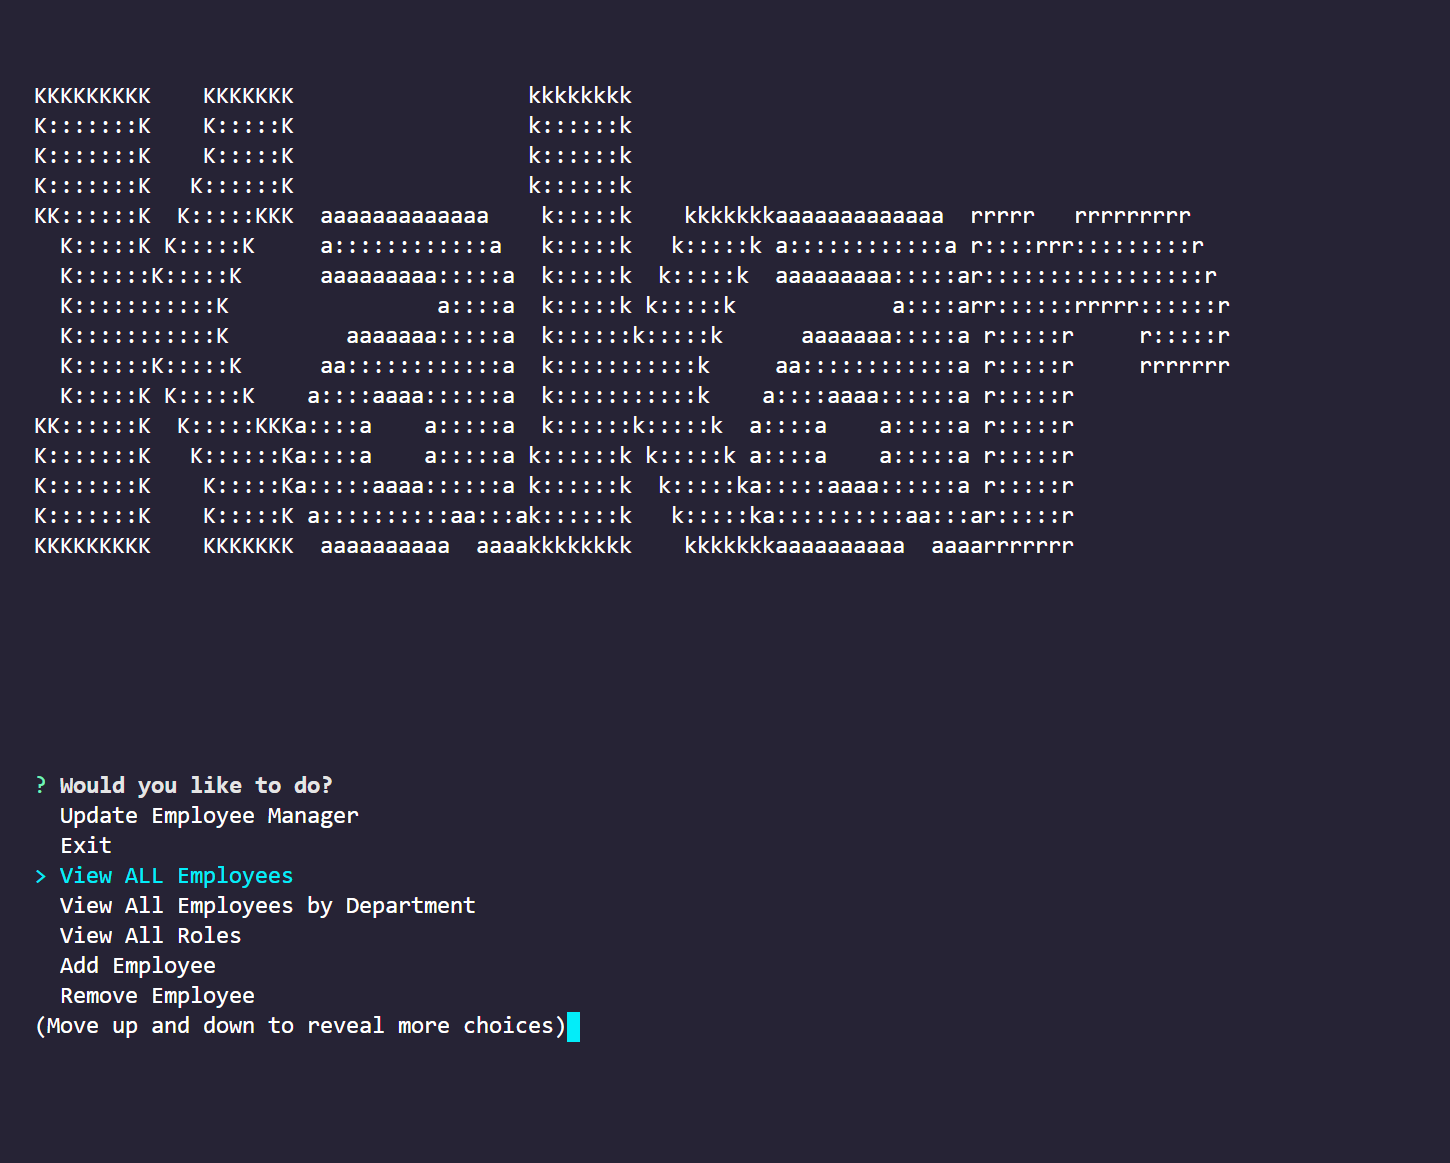 KKKKKKKKK    KKKKKKK                  kkkkkkkk
K:::::::K    K:::::K                  k::::::k
K:::::::K    K:::::K                  k::::::k
K:::::::K   K::::::K                  k::::::k
KK::::::K  K:::::KKK  aaaaaaaaaaaaa    k:::::k    kkkkkkkaaaaaaaaaaaaa  rrrrr   rrrrrrrrr
  K:::::K K:::::K     a::::::::::::a   k:::::k   k:::::k a::::::::::::a r::::rrr:::::::::r
  K::::::K:::::K      aaaaaaaaa:::::a  k:::::k  k:::::k  aaaaaaaaa:::::ar:::::::::::::::::r
  K:::::::::::K                a::::a  k:::::k k:::::k            a::::arr::::::rrrrr::::::r
  K:::::::::::K         aaaaaaa:::::a  k::::::k:::::k      aaaaaaa:::::a r:::::r     r:::::r
  K::::::K:::::K      aa::::::::::::a  k:::::::::::k     aa::::::::::::a r:::::r     rrrrrrr
  K:::::K K:::::K    a::::aaaa::::::a  k:::::::::::k    a::::aaaa::::::a r:::::r
KK::::::K  K:::::KKKa::::a    a:::::a  k::::::k:::::k  a::::a    a:::::a r:::::r
K:::::::K   K::::::Ka::::a    a:::::a k::::::k k:::::k a::::a    a:::::a r:::::r
K:::::::K    K:::::Ka:::::aaaa::::::a k::::::k  k:::::ka:::::aaaa::::::a r:::::r
K:::::::K    K:::::K a::::::::::aa:::ak::::::k   k:::::ka::::::::::aa:::ar:::::r
KKKKKKKKK    KKKKKKK  aaaaaaaaaa  aaaakkkkkkkk    kkkkkkkaaaaaaaaaa  aaaarrrrrrr
? Would you like to do?
  Update Employee Manager
  Exit
> View ALL Employees
  View All Employees by Department
  View All Roles
  Add Employee
  Remove Employee
(Move up and down to reveal more choices)